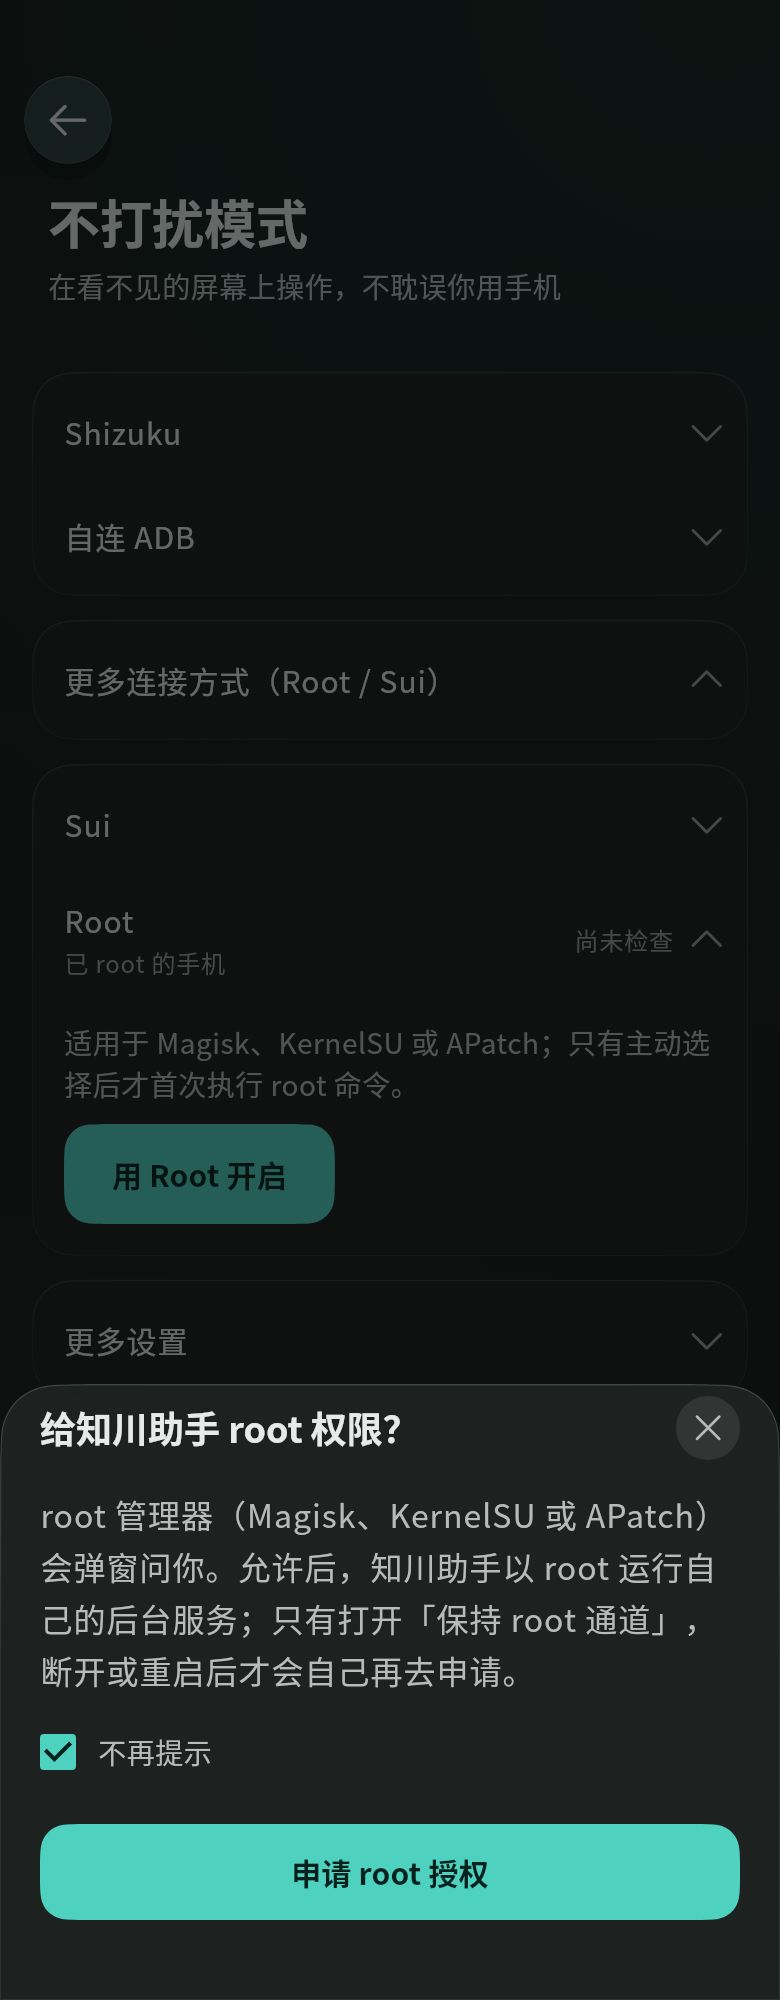 不打扰模式
在看不见的屏幕上操作，不耽误你用手机
Shizuku
自连 ADB
更多连接方式（Root / Sui）
Sui
Root
已 root 的手机
尚未检查
适用于 Magisk、KernelSU 或 APatch；只有主动选
择后才首次执行 root 命令。
用 Root 开启
更多设置
给知川助手 root 权限？
root 管理器（Magisk、KernelSU 或 APatch）
会弹窗问你。允许后，知川助手以 root 运行自
己的后台服务；只有打开「保持 root 通道」，
断开或重启后才会自己再去申请。
不再提示
申请 root 授权